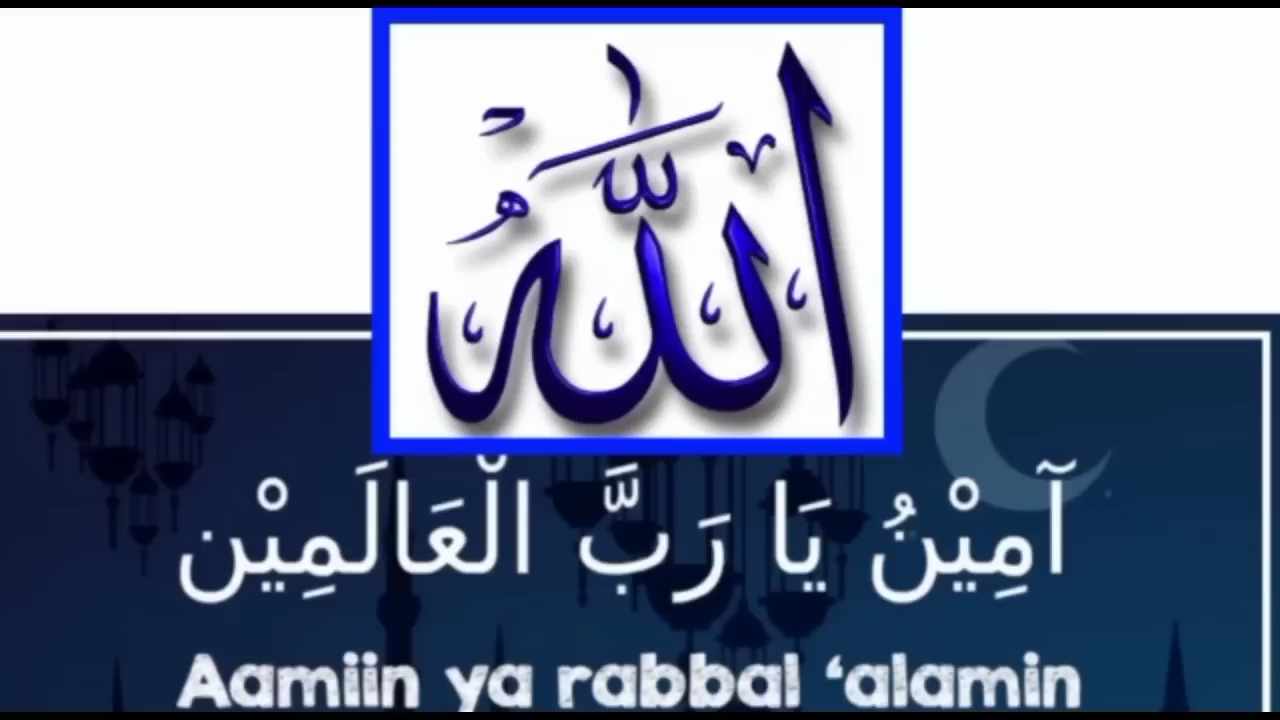 الله
آمِيْنُ يَا رَبَّ الْعَالَمِيْن
Aamiin ya rabbal ‘alamin